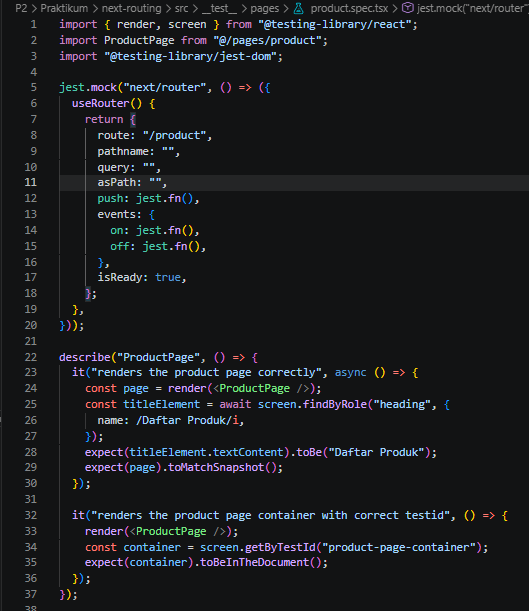 P2 > Praktikum > next-routing > src > __test__ > pages > product.spec.tsx > jest.mock("next/router")
1 import { render, screen } from "@testing-library/react";
2 import ProductPage from "@/pages/product";
3 import "@testing-library/jest-dom";
4
5 jest.mock("next/router", () => ({
6   useRouter() {
7     return {
8       route: "/product",
9       pathname: "",
10       query: "",
11       asPath: "",
12       push: jest.fn(),
13       events: {
14         on: jest.fn(),
15         off: jest.fn(),
16       },
17       isReady: true,
18     };
19   },
20 }));
21
22 describe("ProductPage", () => {
23   it("renders the product page correctly", async () => {
24     const page = render(<ProductPage />);
25     const titleElement = await screen.findByRole("heading", {
26       name: /Daftar Produk/i,
27     });
28     expect(titleElement.textContent).toBe("Daftar Produk");
29     expect(page).toMatchSnapshot();
30   });
31
32   it("renders the product page container with correct testid", () => {
33     render(<ProductPage />);
34     const container = screen.getByTestId("product-page-container");
35     expect(container).toBeInTheDocument();
36   });
37 });
38